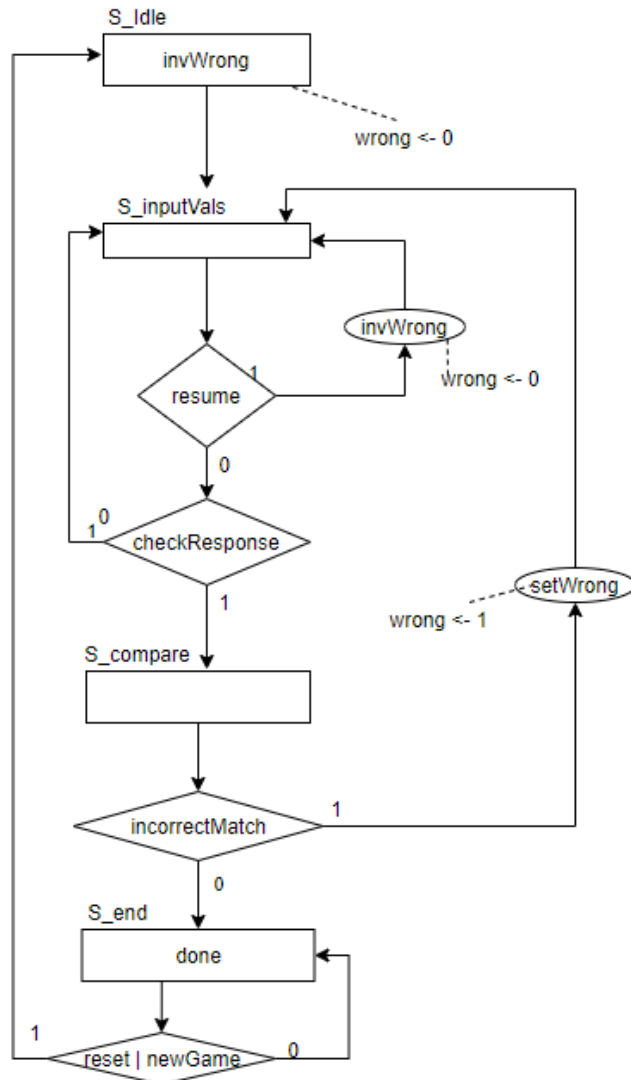 S_Idle
invWrong
wrong <- 0
S_inputVals
invWrong
1
wrong <- 0
resume
0
0
1
checkResponse
1
setWrong
wrong <- 1
S_compare
1
incorrectMatch
0
S_end
done
1
reset | newGame
0